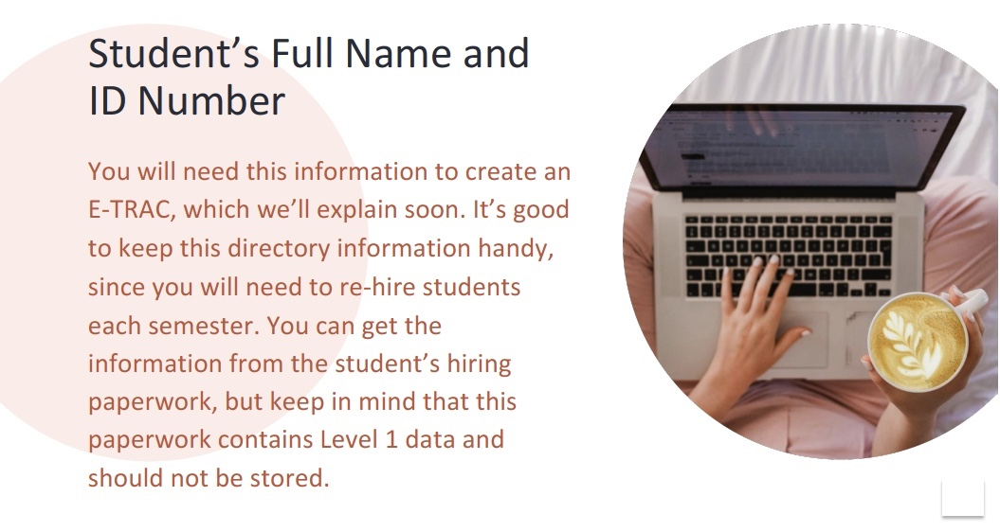 Student’s Full Name and
ID Number
You will need this information to create an
E-TRAC, which we’ll explain soon. It’s good
to keep this directory information handy,
since you will need to re-hire students
each semester. You can get the
information from the student’s hiring
paperwork, but keep in mind that this
paperwork contains Level 1 data and
should not be stored.